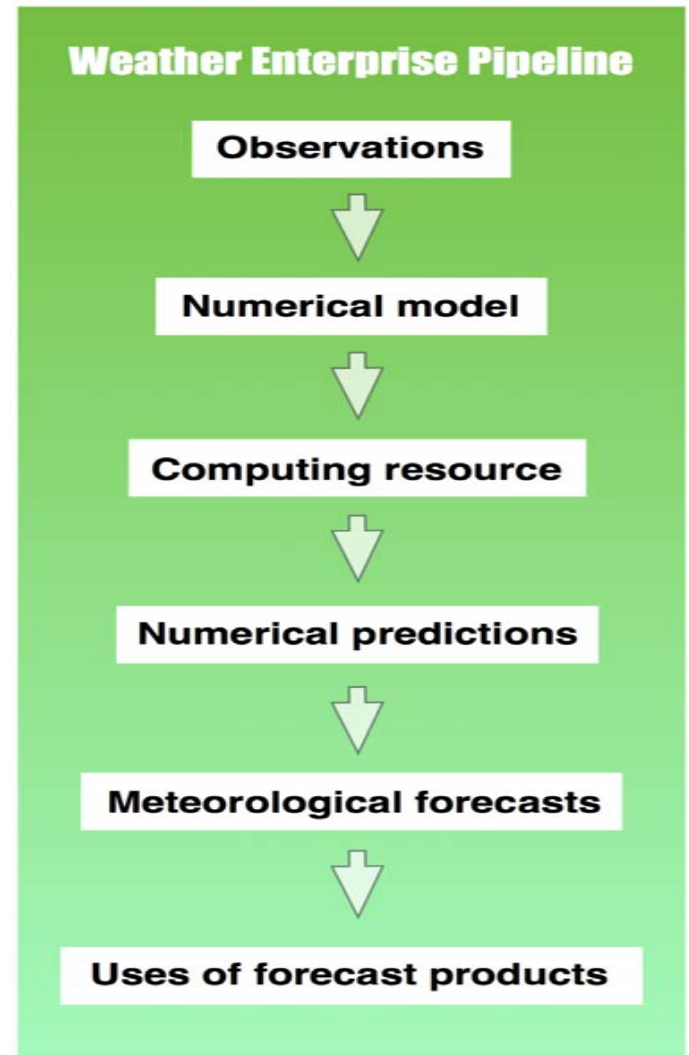 Weather Enterprise Pipeline
Observations
Numerical model
Computing resource
Numerical predictions
Meteorological forecasts
Uses of forecast products